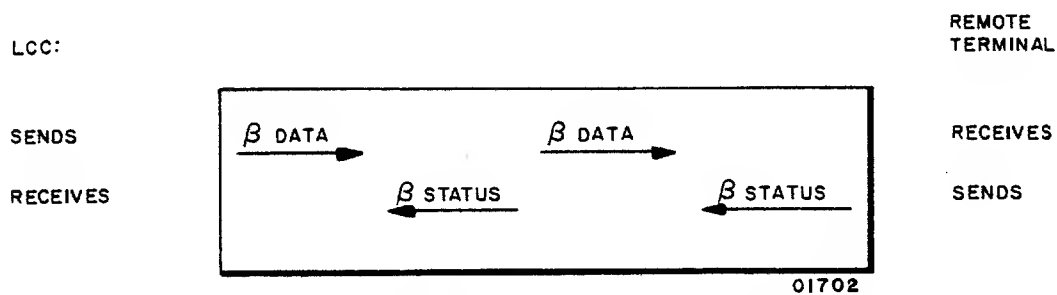 LCC:
REMOTE
TERMINAL
SENDS β DATA β DATA RECEIVES
RECEIVES β STATUS β STATUS SENDS
01702